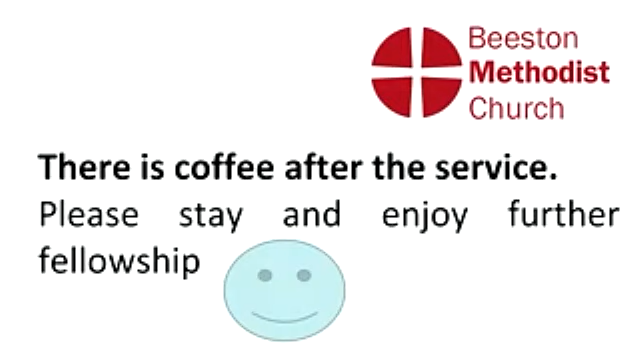 Beeston
Methodist
Church
There is coffee after the service.
Please stay and enjoy further
fellowship